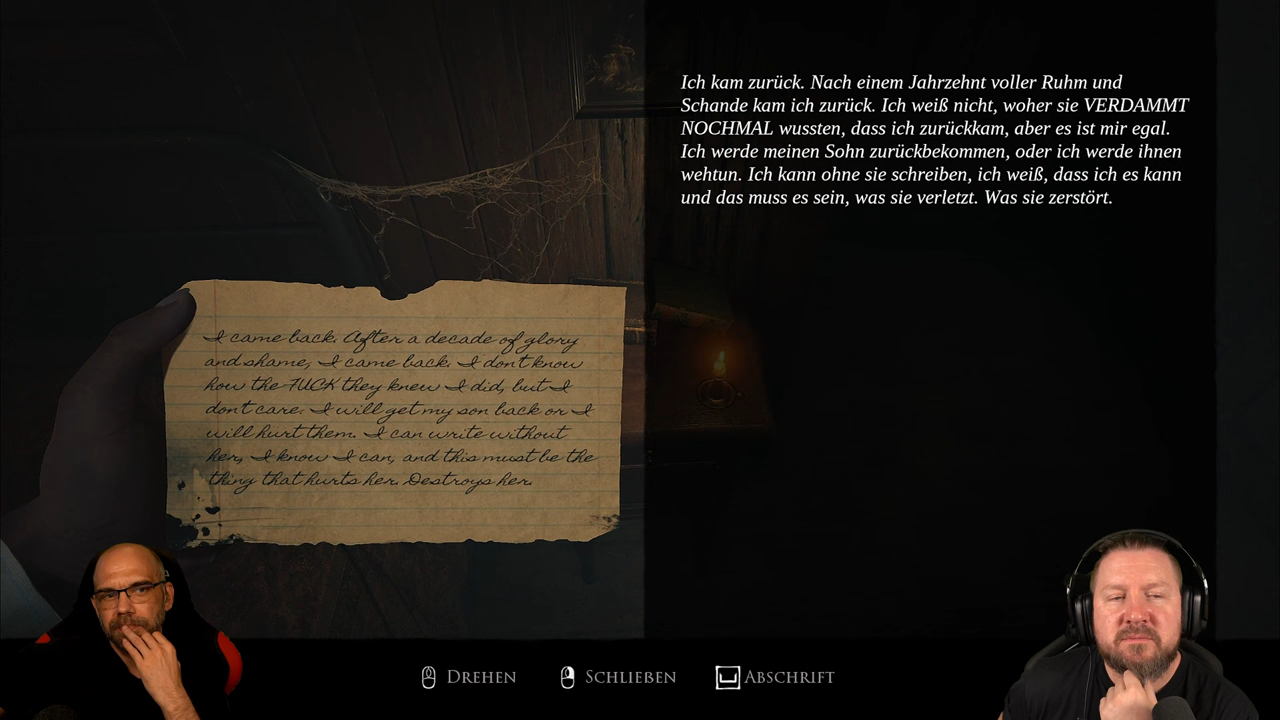 Ich kam zurück. Nach einem Jahrzehnt voller Ruhm und
Schande kam ich zurück. Ich weiß nicht, woher sie VERDAMMT
NOCHMAL wussten, dass ich zurückkam, aber es ist mir egal.
Ich werde meinen Sohn zurückbekommen, oder ich werde ihnen
wehtun. Ich kann ohne sie schreiben, ich weiß, dass ich es kann
und das muss es sein, was sie verletzt. Was sie zerstört.
I came back. After a decade of glory
and shame, I came back. I don't know
how the FUCK they knew I did, but I
don't care. I will get my son back or I
will hurt them. I can write without
her, I know I can, and this must be the
thing that hurts her. Destroys her.
DREHEN SCHLIEẞEN ABSCHRIFT